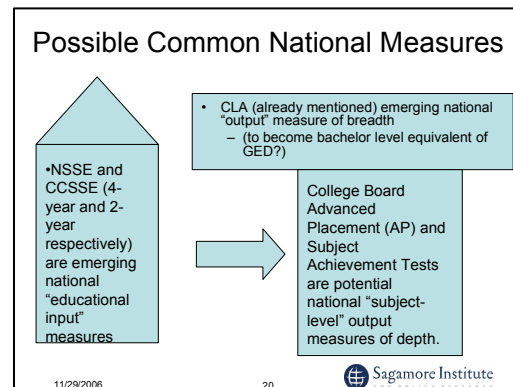 Possible Common National Measures
•NSSE and
CCSSE (4-
year and 2-
year
respectively)
are emerging
national
“educational
input”
measures
• CLA (already mentioned) emerging national
“output” measure of breadth
– (to become bachelor level equivalent of
GED?)
College Board
Advanced
Placement (AP) and
Subject
Achievement Tests
are potential
national “subject-
level” output
measures of depth.
11/29/2006
20
Sagamore Institute